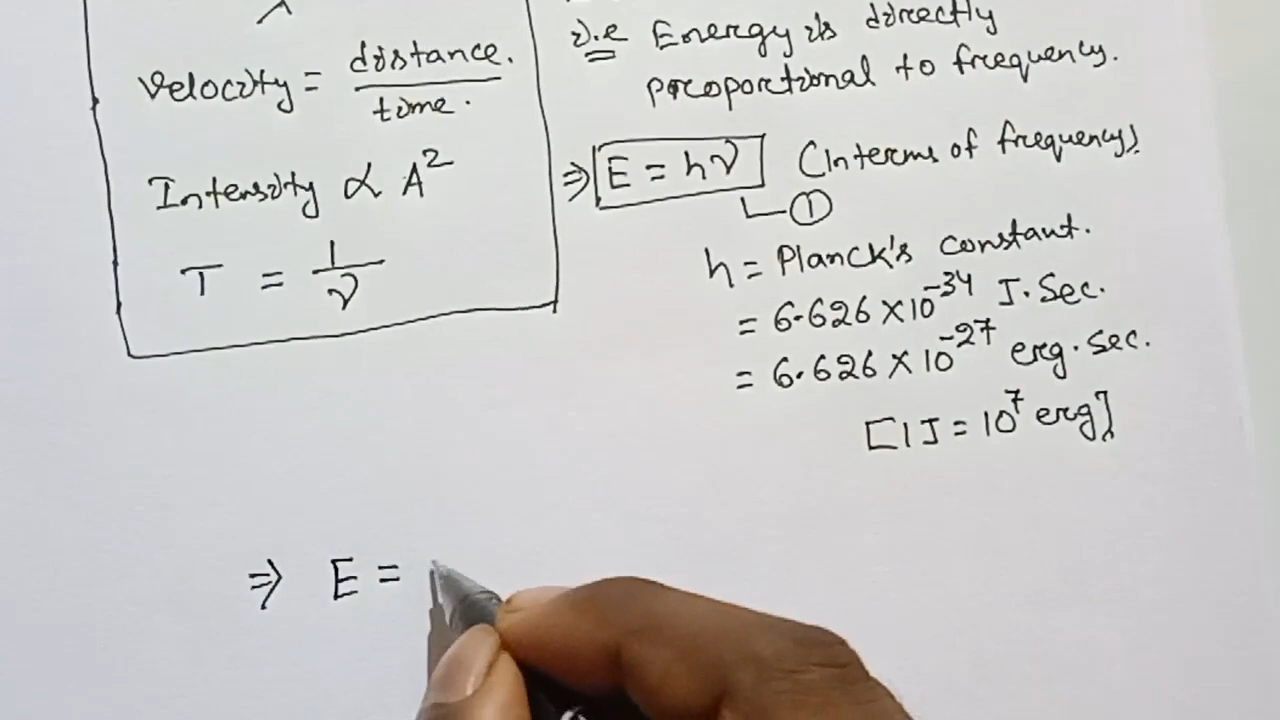 λ
Velocity = distance. / time.
Intensity ∝ A²
T = 1/ν
i.e Energy is directly
proportional to frequency.
⇒ E = hν (Interms of frequency).
①
h = Planck's constant.
= 6.626 × 10⁻³⁴ J. Sec.
= 6.626 × 10⁻²⁷ erg. sec.
[1 J = 10⁷ erg]
⇒ E =